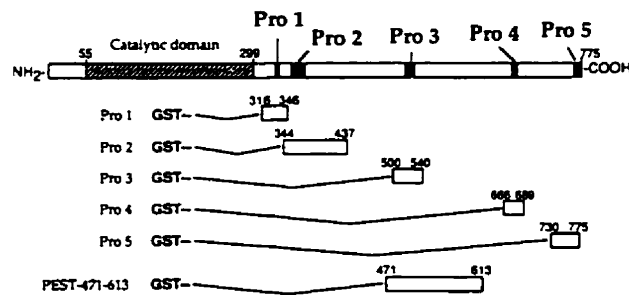 Pro 1 Pro 2 Pro 3 Pro 4 Pro 5
55 Catalytic domain 299 775
NH2- -COOH
316 346
Pro 1 GST-
344 437
Pro 2 GST-
500 540
Pro 3 GST-
666 689
Pro 4 GST-
730 775
Pro 5 GST-
471 613
PEST-471-613 GST-